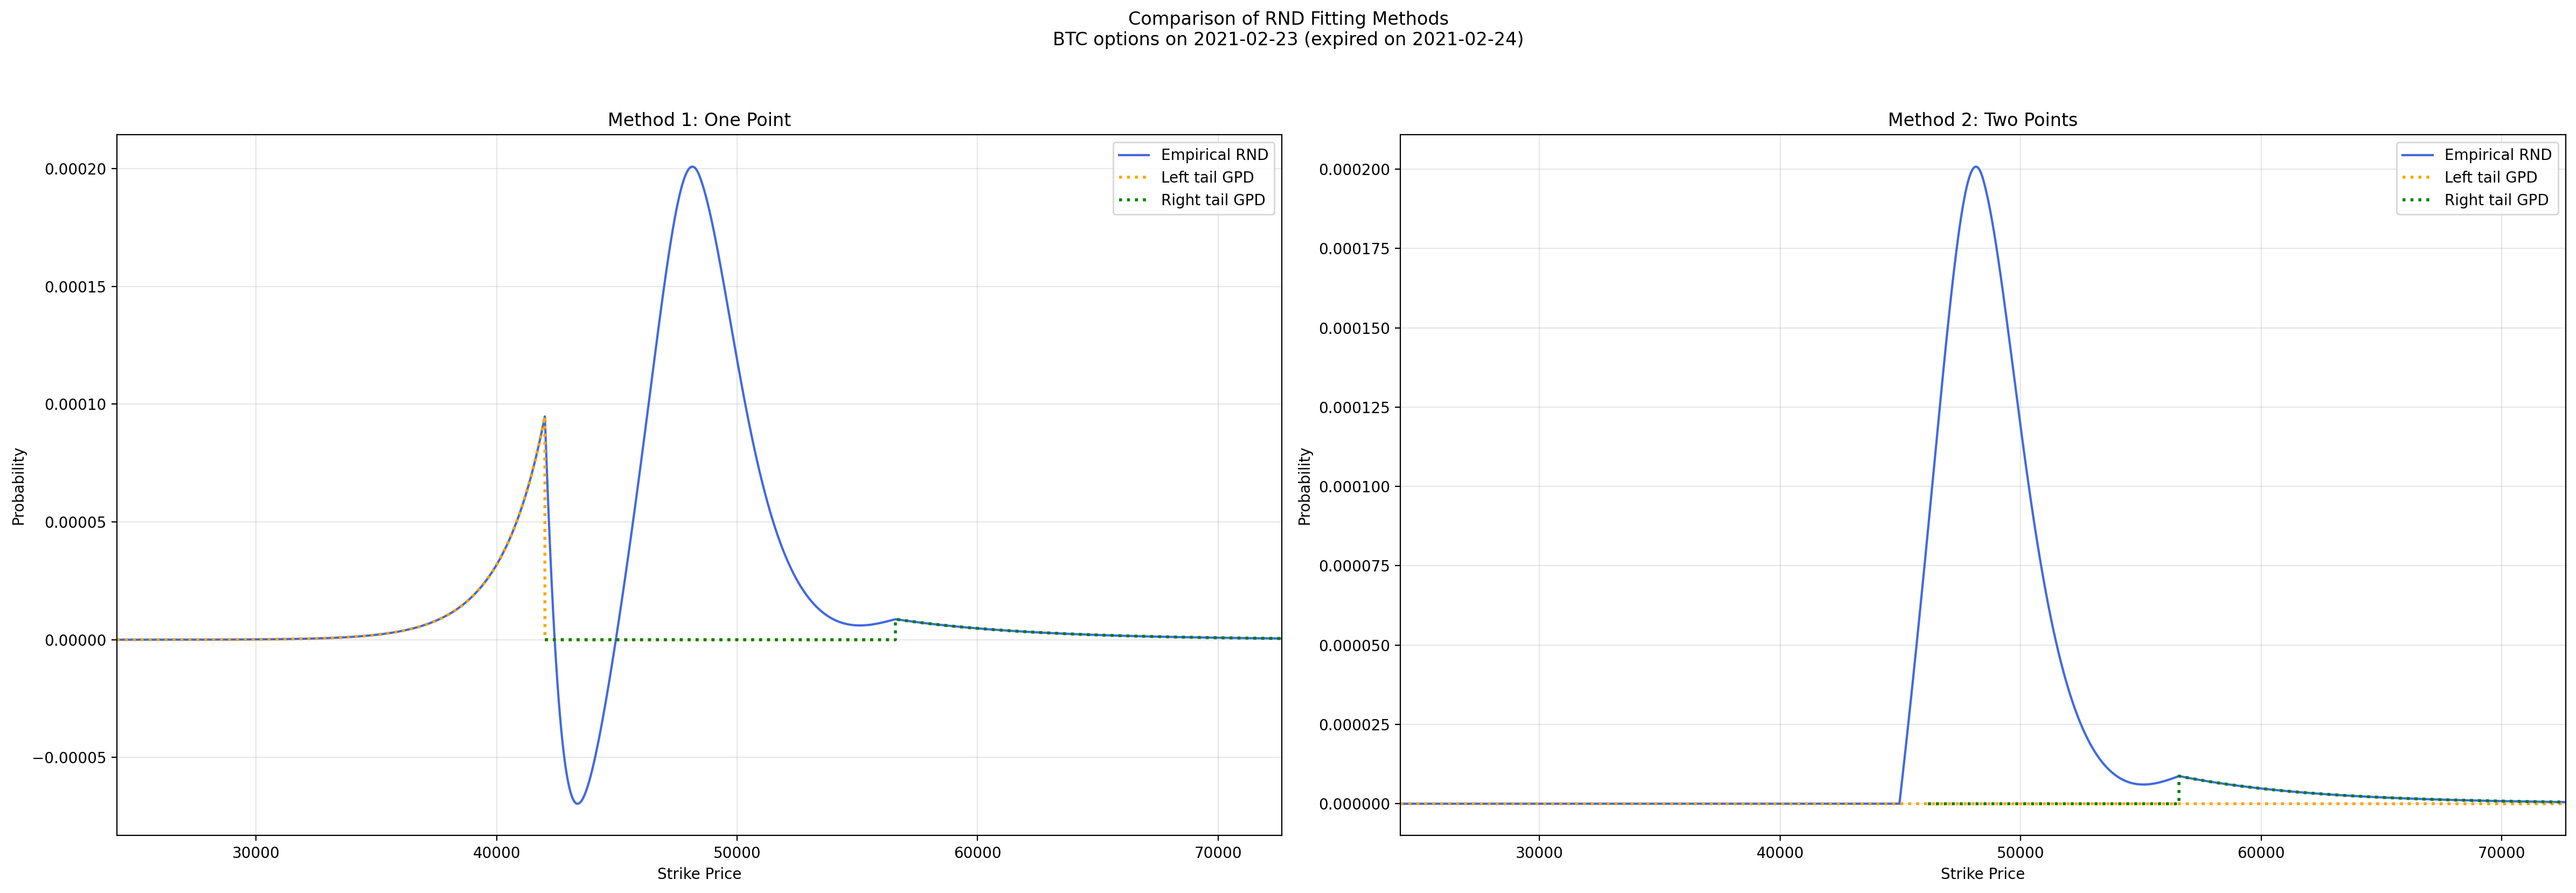 Comparison of RND Fitting Methods
BTC options on 2021-02-23 (expired on 2021-02-24)
Method 1: One Point
Empirical RND
Left tail GPD
Right tail GPD
Probability
0.00020
0.00015
0.00010
0.00005
0.00000
−0.00005
30000
40000
50000
60000
70000
Strike Price
Method 2: Two Points
Empirical RND
Left tail GPD
Right tail GPD
Probability
0.000200
0.000175
0.000150
0.000125
0.000100
0.000075
0.000050
0.000025
0.000000
30000
40000
50000
60000
70000
Strike Price